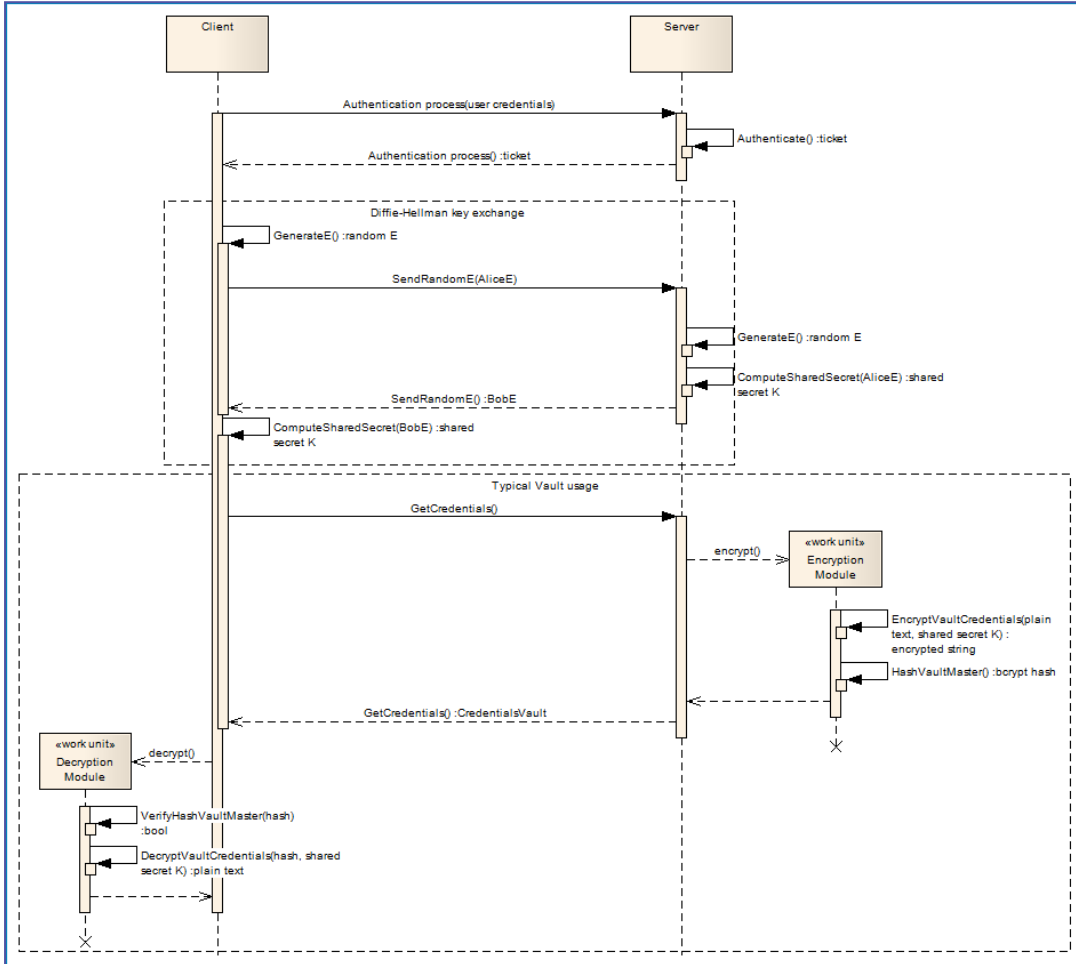 Client
Server
Authentication process(user credentials)
Authenticate() :ticket
Authentication process() :ticket
Diffie-Hellman key exchange
GenerateE() :random E
SendRandomE(AliceE)
GenerateE() :random E
ComputeSharedSecret(AliceE) :shared
secret K
SendRandomE() :BobE
ComputeSharedSecret(BobE) :shared
secret K
Typical Vault usage
GetCredentials()
encrypt()
«work unit»
Encryption
Module
EncryptVaultCredentials(plain
text, shared secret K) :
encrypted string
HashVaultMaster() :bcrypt hash
GetCredentials() :CredentialsVault
«work unit»
Decryption
Module
decrypt()
VerifyHashVaultMaster(hash)
:bool
DecryptVaultCredentials(hash, shared
secret K) :plain text